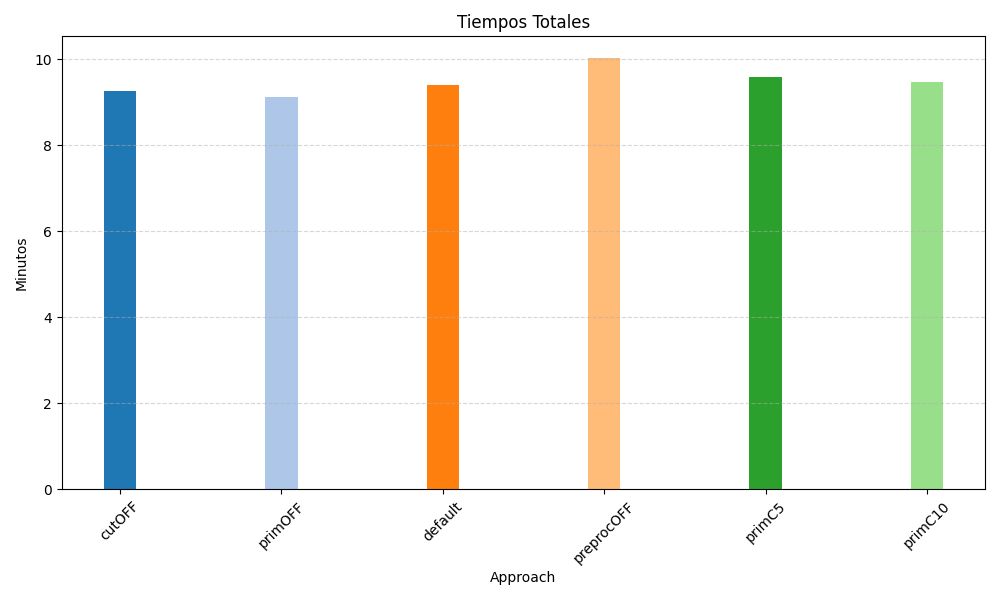 Tiempos Totales
Minutos
10
8
6
4
2
0
cutOFF
primOFF
default
preprocOFF
primC5
primC10
Approach